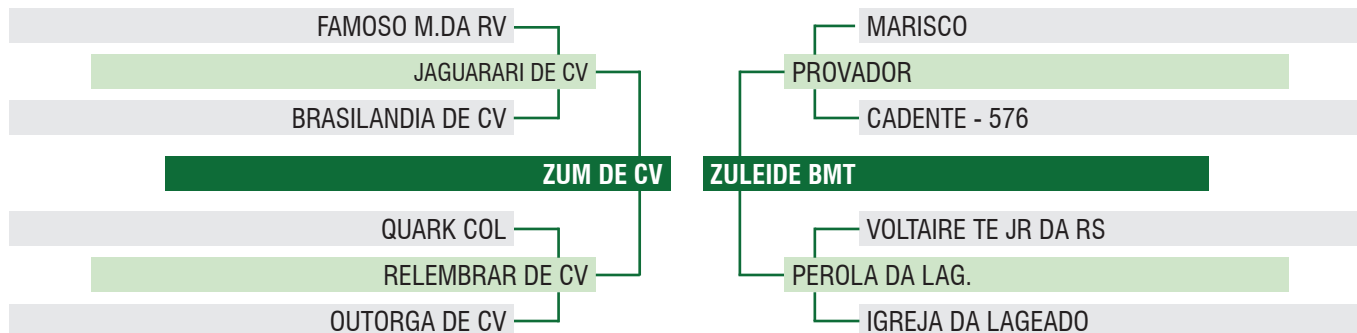 FAMOSO M.DA RV
JAGUARARI DE CV
BRASILANDIA DE CV
ZUM DE CV
QUARK COL
RELEMBRAR DE CV
OUTORGA DE CV
MARISCO
PROVADOR
CADENTE - 576
ZULEIDE BMT
VOLTAIRE TE JR DA RS
PEROLA DA LAG.
IGREJA DA LAGEADO